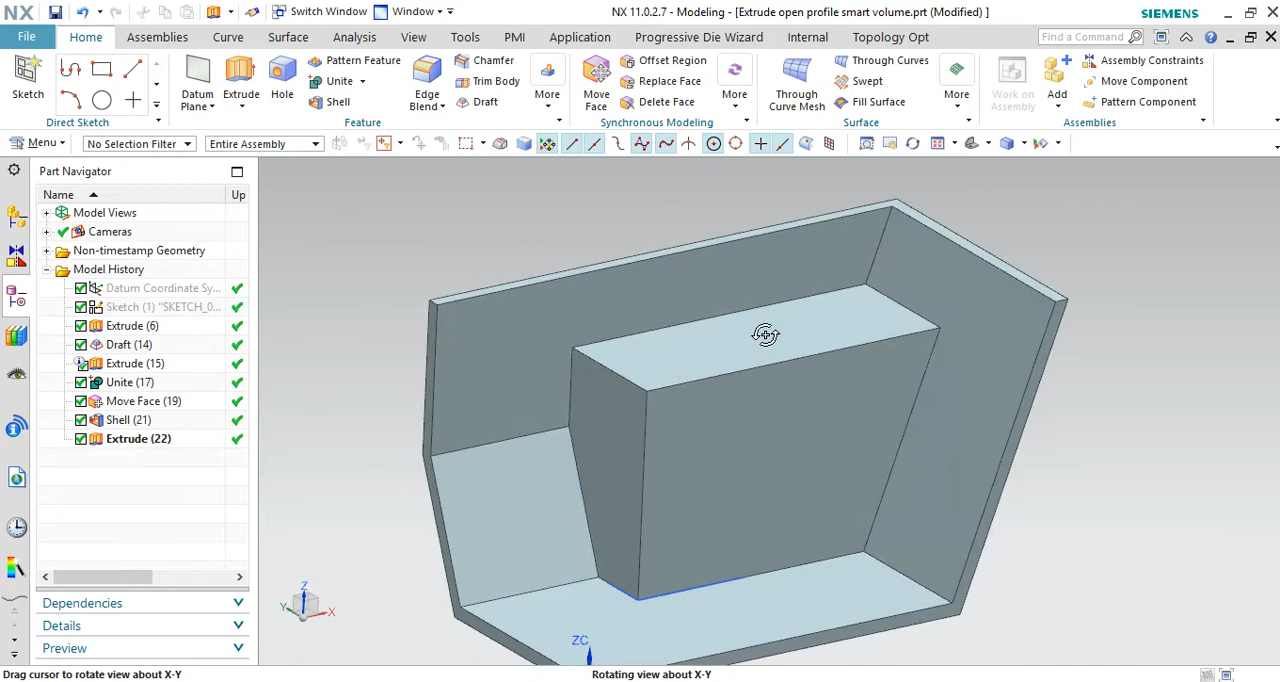 NX Switch Window Window NX 11.0.2.7 - Modeling - [Extrude open profile smart volume.prt (Modified) ] SIEMENS
File Home Assemblies Curve Surface Analysis View Tools PMI Application Progressive Die Wizard Internal Topology Opt Find a Command
Sketch
Direct Sketch
Datum Plane
Extrude
Hole
Pattern Feature
Unite
Shell
Edge Blend
Chamfer
Trim Body
Draft
More
Feature
Move Face
Offset Region
Replace Face
Delete Face
More
Synchronous Modeling
Through Curve Mesh
Through Curves
Swept
Fill Surface
More
Surface
Work on Assembly
Add
Assembly Constraints
Move Component
Pattern Component
Assemblies
Menu No Selection Filter Entire Assembly
Part Navigator
Name Up
Model Views
Cameras
Non-timestamp Geometry
Model History
Datum Coordinate Sy...
Sketch (1) "SKETCH_0...
Extrude (6)
Draft (14)
Extrude (15)
Unite (17)
Move Face (19)
Shell (21)
Extrude (22)
Dependencies
Details
Preview
Z
Y
X
ZC
Drag cursor to rotate view about X-Y Rotating view about X-Y